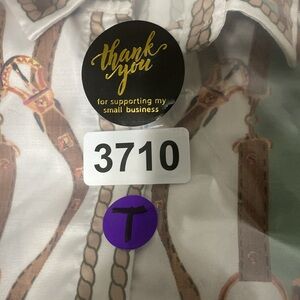 thank
you
for supporting my
small business
3710
T